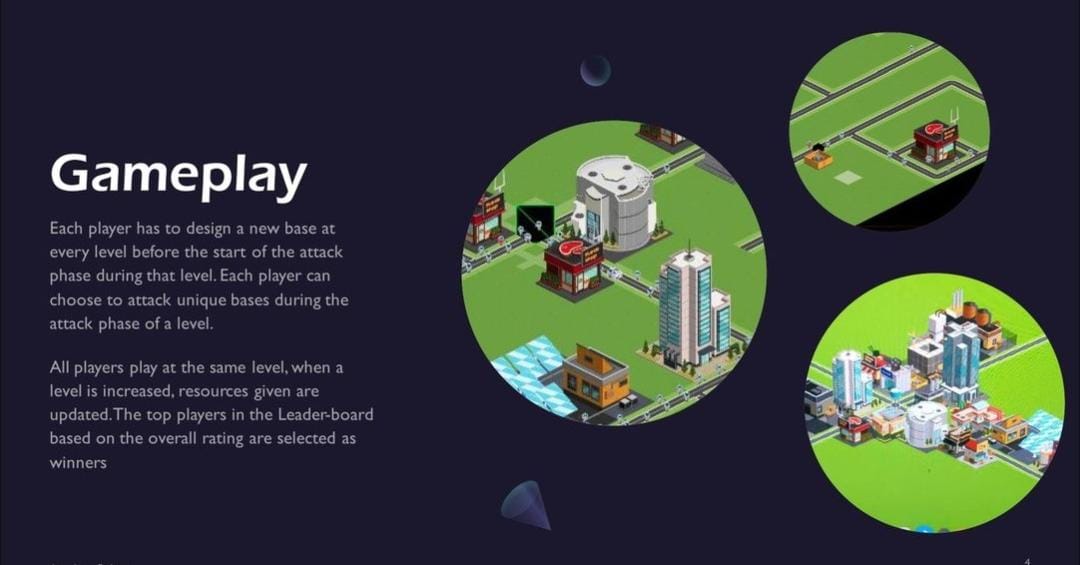 Gameplay
Each player has to design a new base at
every level before the start of the attack
phase during that level. Each player can
choose to attack unique bases during the
attack phase of a level.
All players play at the same level, when a
level is increased, resources given are
updated.The top players in the Leader-board
based on the overall rating are selected as
winners
4